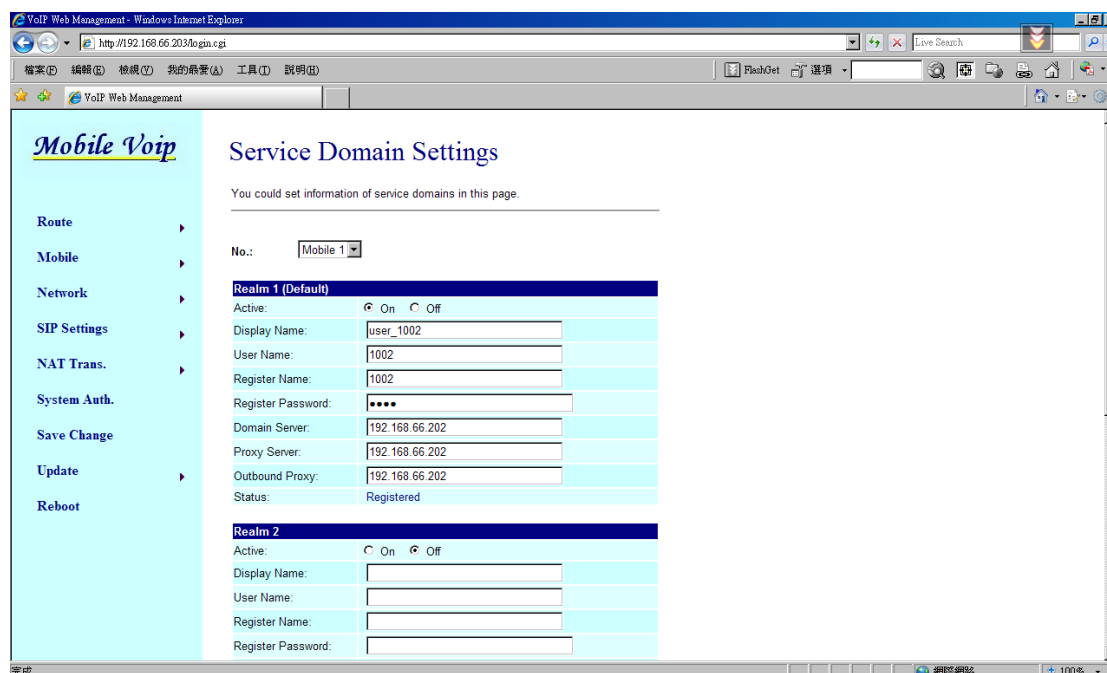 VoIP Web Management - Windows Internet Explorer
http://192.168.66.203/login.cgi
Live Search
檔案(F) 編輯(E) 檢視(V) 我的最愛(A) 工具(T) 說明(H)
FlashGet 選項
VoIP Web Management
Mobile Voip
Route
Mobile
Network
SIP Settings
NAT Trans.
System Auth.
Save Change
Update
Reboot
Service Domain Settings
You could set information of service domains in this page.
No.: Mobile 1
Realm 1 (Default)
Active: On Off
Display Name: user_1002
User Name: 1002
Register Name: 1002
Register Password: ●●●●
Domain Server: 192.168.66.202
Proxy Server: 192.168.66.202
Outbound Proxy: 192.168.66.202
Status: Registered
Realm 2
Active: On Off
Display Name:
User Name:
Register Name:
Register Password:
完成
網際網路
100%